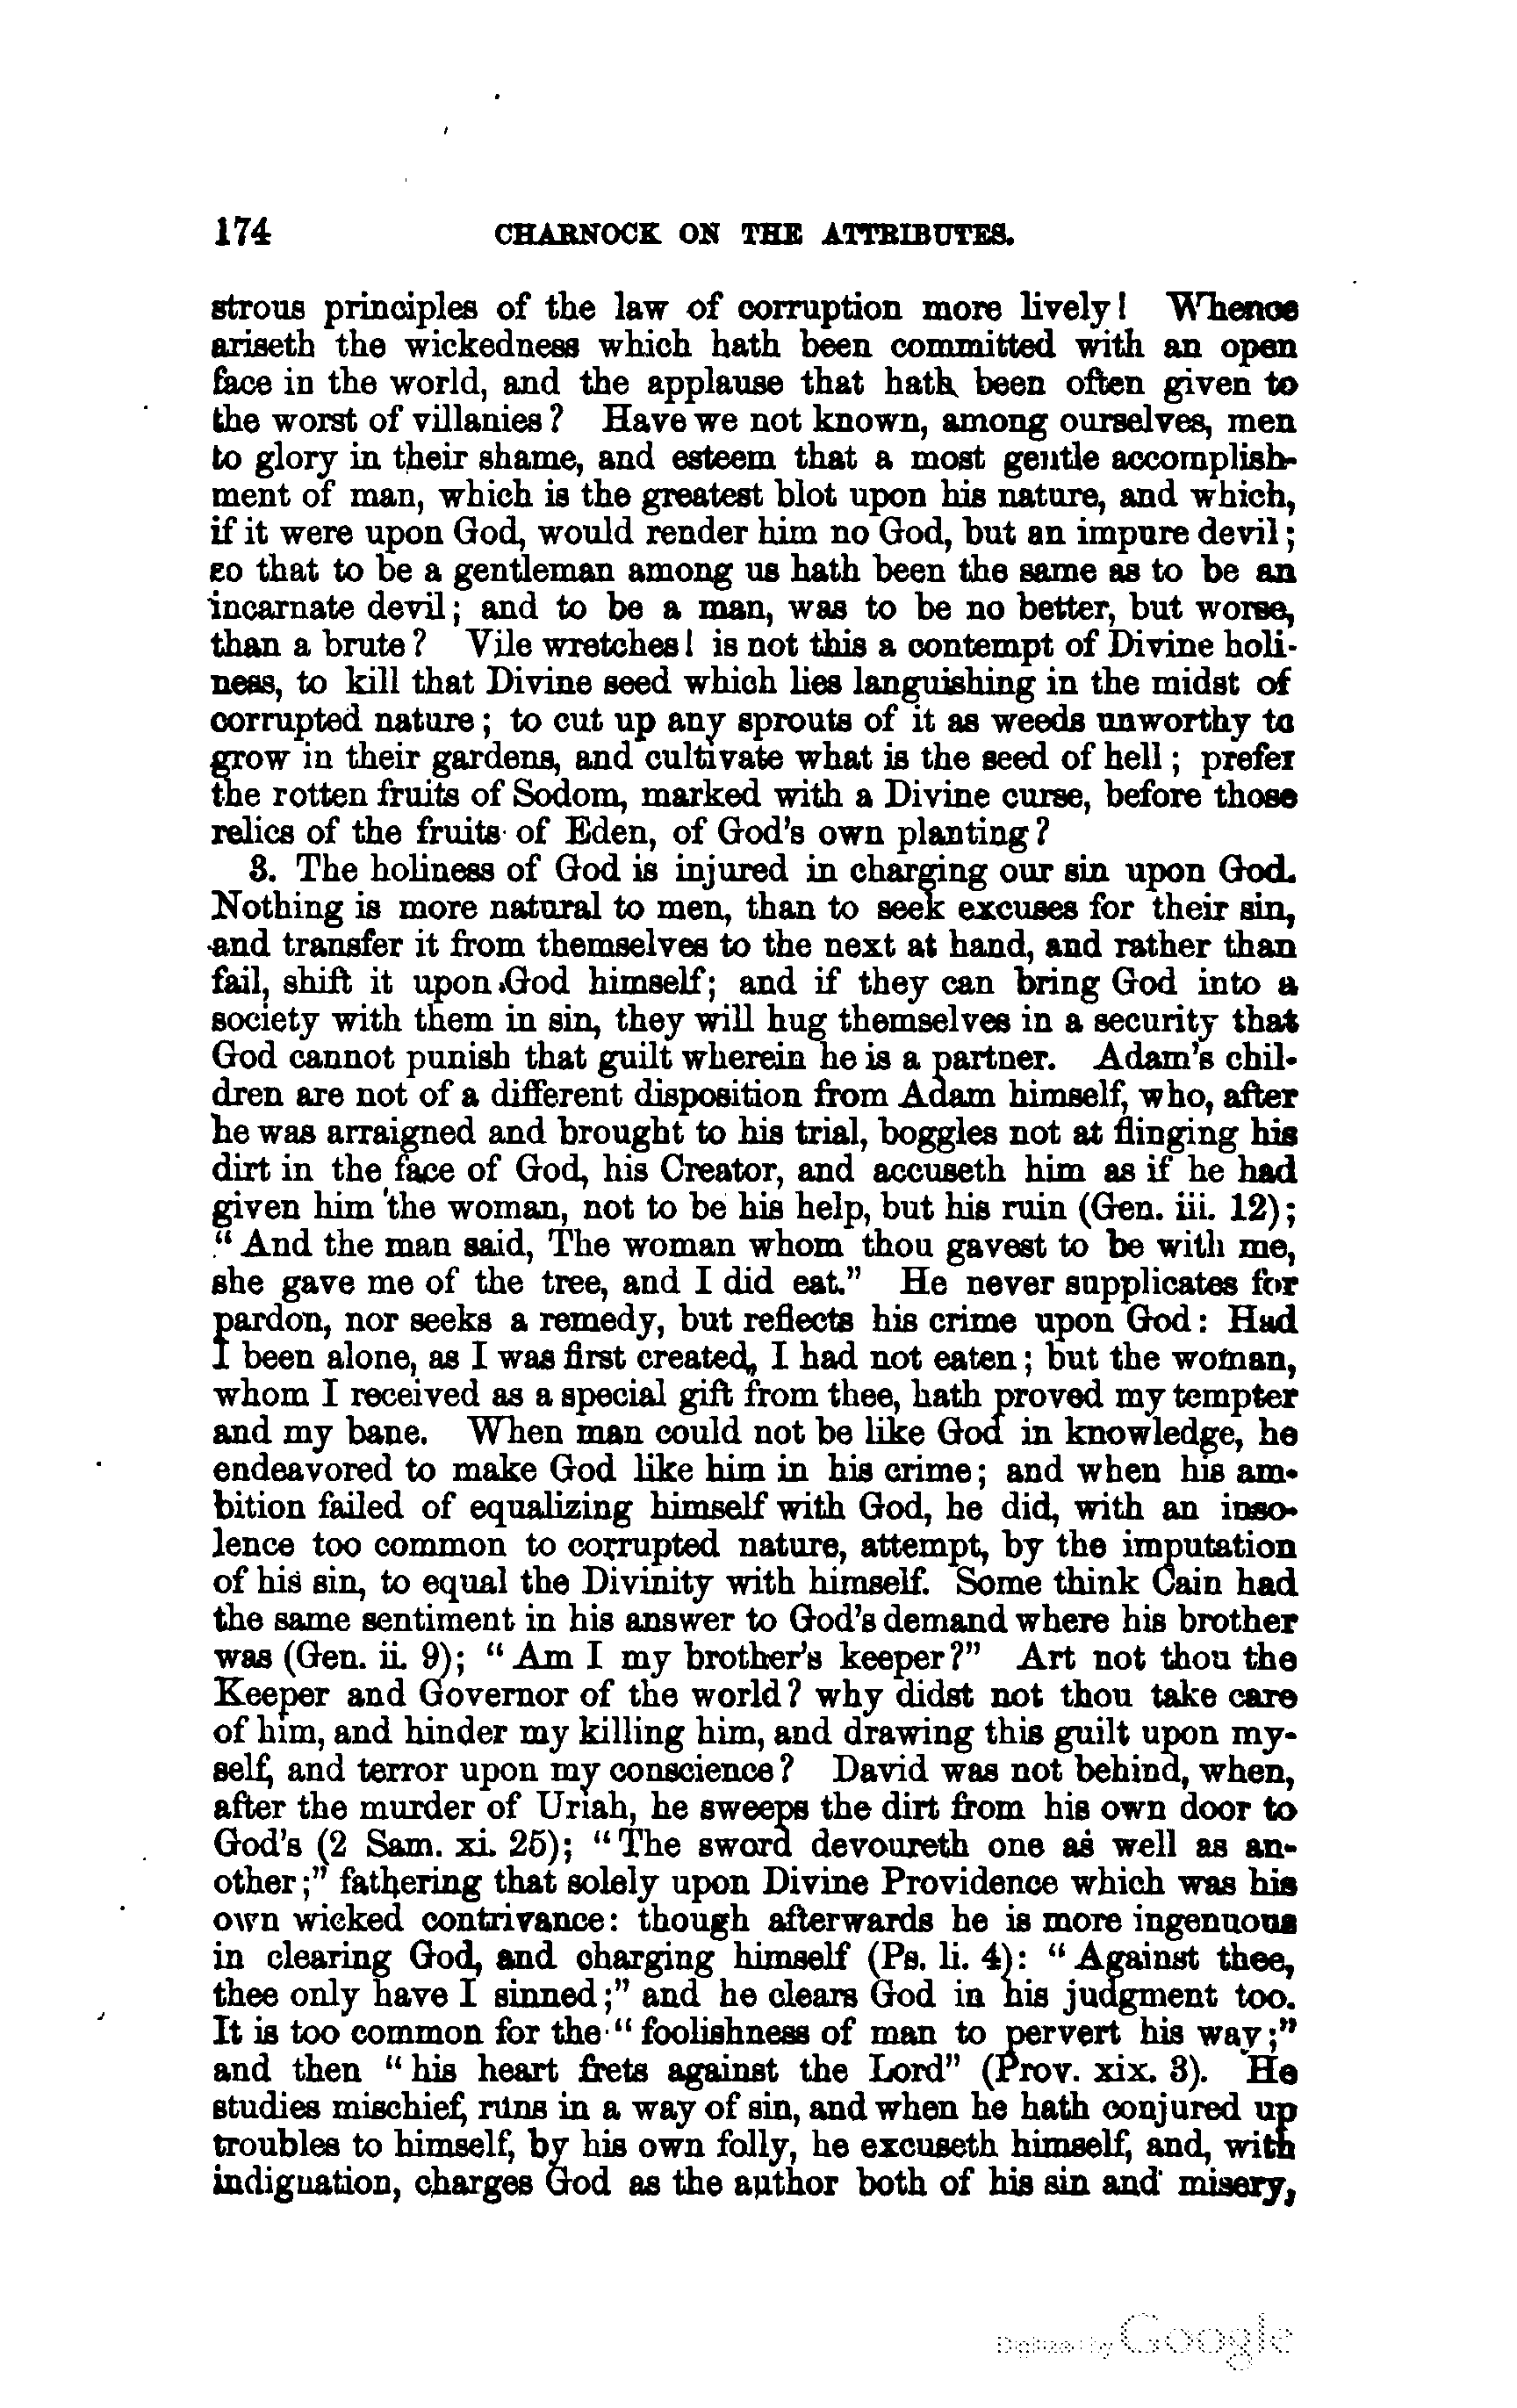 174 CHARNOCK ON THE ATTRIBUTES.
strous principles of the law of corruption more lively! Whence
ariseth the wickedness which hath been committed with an open
face in the world, and the applause that hath been often given to
the worst of villanies? Have we not known, among ourselves, men
to glory in their shame, and esteem that a most gentle accomplish-
ment of man, which is the greatest blot upon his nature, and which,
if it were upon God, would render him no God, but an impure devil;
so that to be a gentleman among us hath been the same as to be an
incarnate devil; and to be a man, was to be no better, but worse,
than a brute? Vile wretches! is not this a contempt of Divine holi-
ness, to kill that Divine seed which lies languishing in the midst of
corrupted nature; to cut up any sprouts of it as weeds unworthy to
grow in their gardens, and cultivate what is the seed of hell; prefer
the rotten fruits of Sodom, marked with a Divine curse, before those
relics of the fruits of Eden, of God's own planting?
3. The holiness of God is injured in charging our sin upon God.
Nothing is more natural to men, than to seek excuses for their sin,
and transfer it from themselves to the next at hand, and rather than
fail, shift it upon God himself; and if they can bring God into a
society with them in sin, they will hug themselves in a security that
God cannot punish that guilt wherein he is a partner. Adam's chil-
dren are not of a different disposition from Adam himself, who, after
he was arraigned and brought to his trial, boggles not at flinging his
dirt in the face of God, his Creator, and accuseth him as if he had
given him the woman, not to be his help, but his ruin (Gen. iii. 12);
"And the man said, The woman whom thou gavest to be with me,
she gave me of the tree, and I did eat." He never supplicates for
pardon, nor seeks a remedy, but reflects his crime upon God: Had
I been alone, as I was first created, I had not eaten; but the woman,
whom I received as a special gift from thee, hath proved my tempter
and my bane. When man could not be like God in knowledge, he
endeavored to make God like him in his crime; and when his am-
bition failed of equalizing himself with God, he did, with an inso-
lence too common to corrupted nature, attempt, by the imputation
of his sin, to equal the Divinity with himself. Some think Cain had
the same sentiment in his answer to God's demand where his brother
was (Gen. ii. 9); "Am I my brother's keeper?" Art not thou the
Keeper and Governor of the world? why didst not thou take care
of him, and hinder my killing him, and drawing this guilt upon my-
self, and terror upon my conscience? David was not behind, when,
after the murder of Uriah, he sweeps the dirt from his own door to
God's (2 Sam. xi. 25); "The sword devoureth one as well as an-
other;" fathering that solely upon Divine Providence which was his
own wicked contrivance: though afterwards he is more ingenuous
in clearing God, and charging himself (Ps. li. 4): "Against thee,
thee only have I sinned;" and he clears God in his judgment too.
It is too common for the "foolishness of man to pervert his way;"
and then "his heart frets against the Lord" (Prov. xix. 3). He
studies mischief, runs in a way of sin, and when he hath conjured up
troubles to himself, by his own folly, he excuseth himself, and, with
indignation, charges God as the author both of his sin and misery,
Digitized by Google